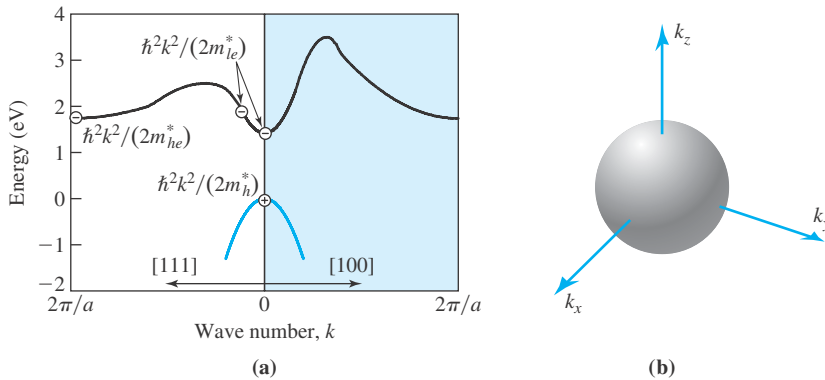 4
3
2
1
0
−1
−2
Energy (eV)
ℏ²k²/(2m*le)
ℏ²k²/(2m*he)
ℏ²k²/(2m*h)
[111] [100]
2π/a 0 2π/a
Wave number, k
(a)
kz
kx
(b)